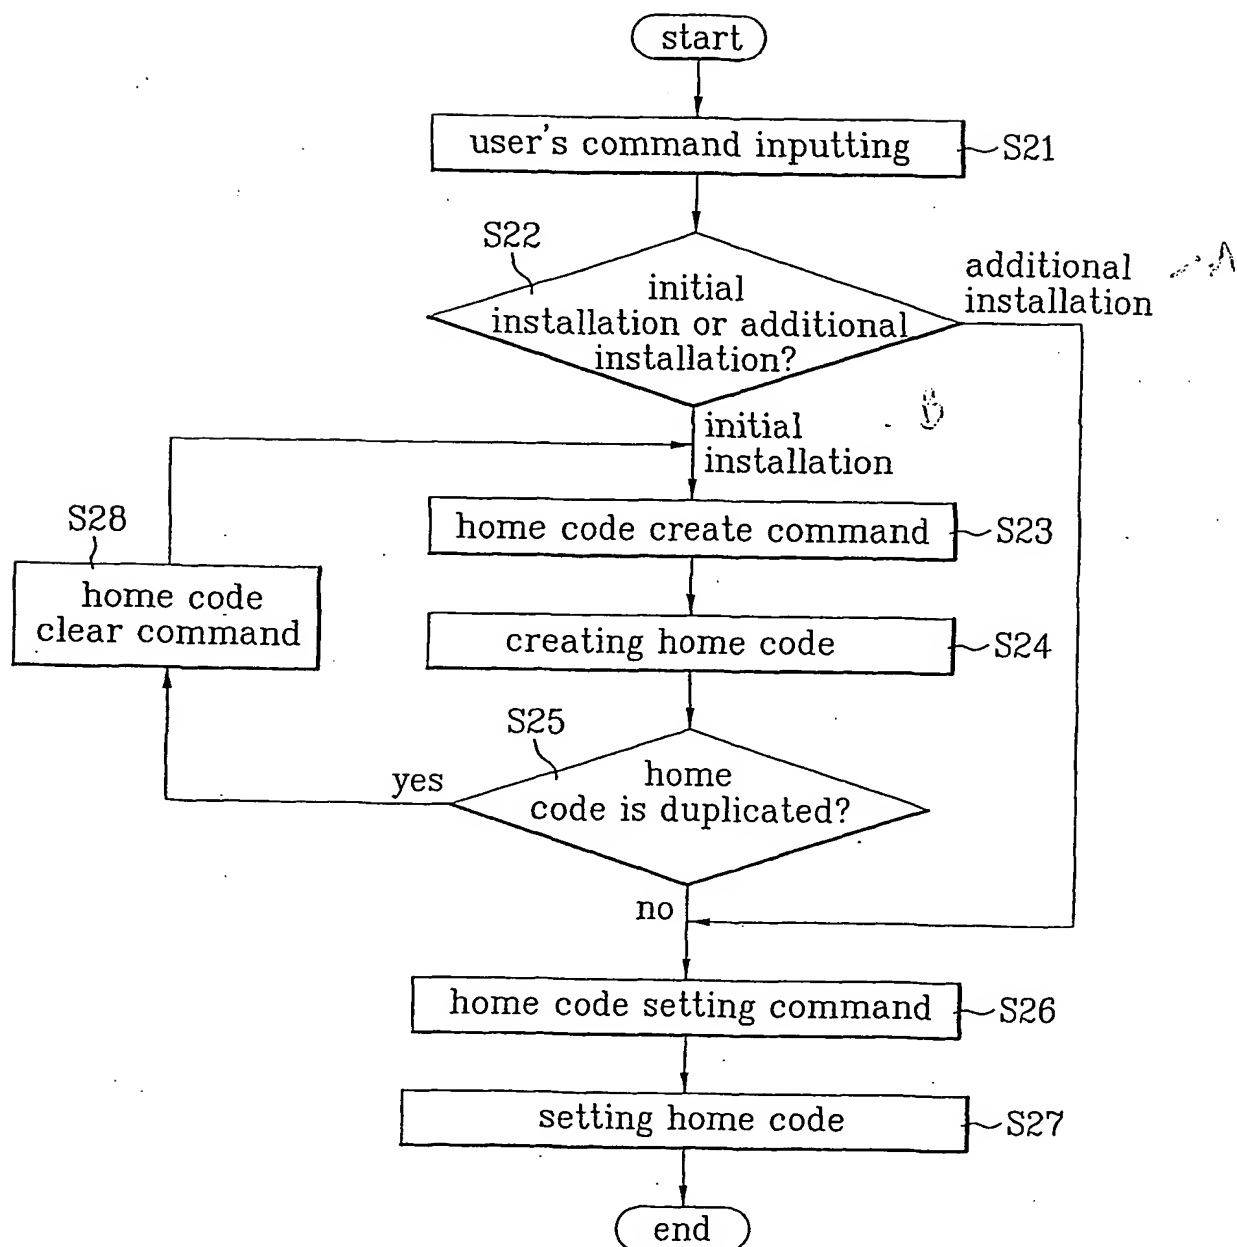 start
user's command inputting
S21
S22
initial
installation or additional
installation?
additional
installation
A
B
initial
installation
home code create command
S23
S28
home code
clear command
creating home code
S24
S25
home
code is duplicated?
yes
no
home code setting command
S26
setting home code
S27
end